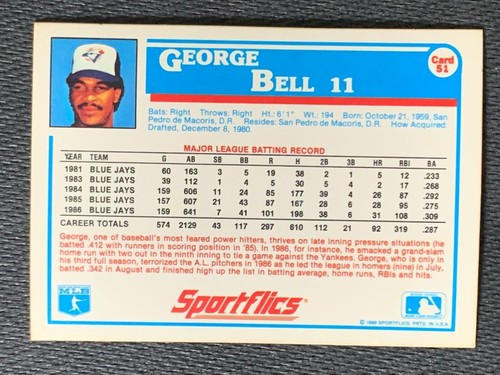 GEORGE
BELL 11
Card
51
Bats: Right Throws: Right Ht.: 6'1" Wt.: 194 Born: October 21, 1959, San
Pedro de Macoris, D.R. Resides: San Pedro de Macoris, D.R. How Acquired:
Drafted, December 8, 1980.
MAJOR LEAGUE BATTING RECORD
YEAR TEAM G AB SB BB R H 2B 3B HR RBI BA
1981 BLUE JAYS 60 163 3 5 19 38 2 1 5 12 .233
1983 BLUE JAYS 39 112 1 4 5 30 5 4 2 17 .268
1984 BLUE JAYS 159 606 11 24 85 177 39 4 26 87 .292
1985 BLUE JAYS 157 607 21 43 87 167 28 6 28 95 .275
1986 BLUE JAYS 159 641 7 41 101 198 38 6 31 108 .309
CAREER TOTALS 574 2129 43 117 297 610 112 21 92 319 .287
George, one of baseball's most feared power hitters, thrives on late inning pressure situations (he
batted .412 with runners in scoring position in '85). In 1986, for instance, he smacked a grand-slam
home run with two out in the ninth inning to tie a game against the Yankees. George, who is only in
his third full season, terrorized the A.L. pitchers in 1986 as he led the league in homers (nine) in July,
batted .342 in August and finished high up the list in batting average, home runs, RBIs and hits.
MLB
Sportflics
© 1986 SPORTFLICS, PRTD. IN U.S.A.